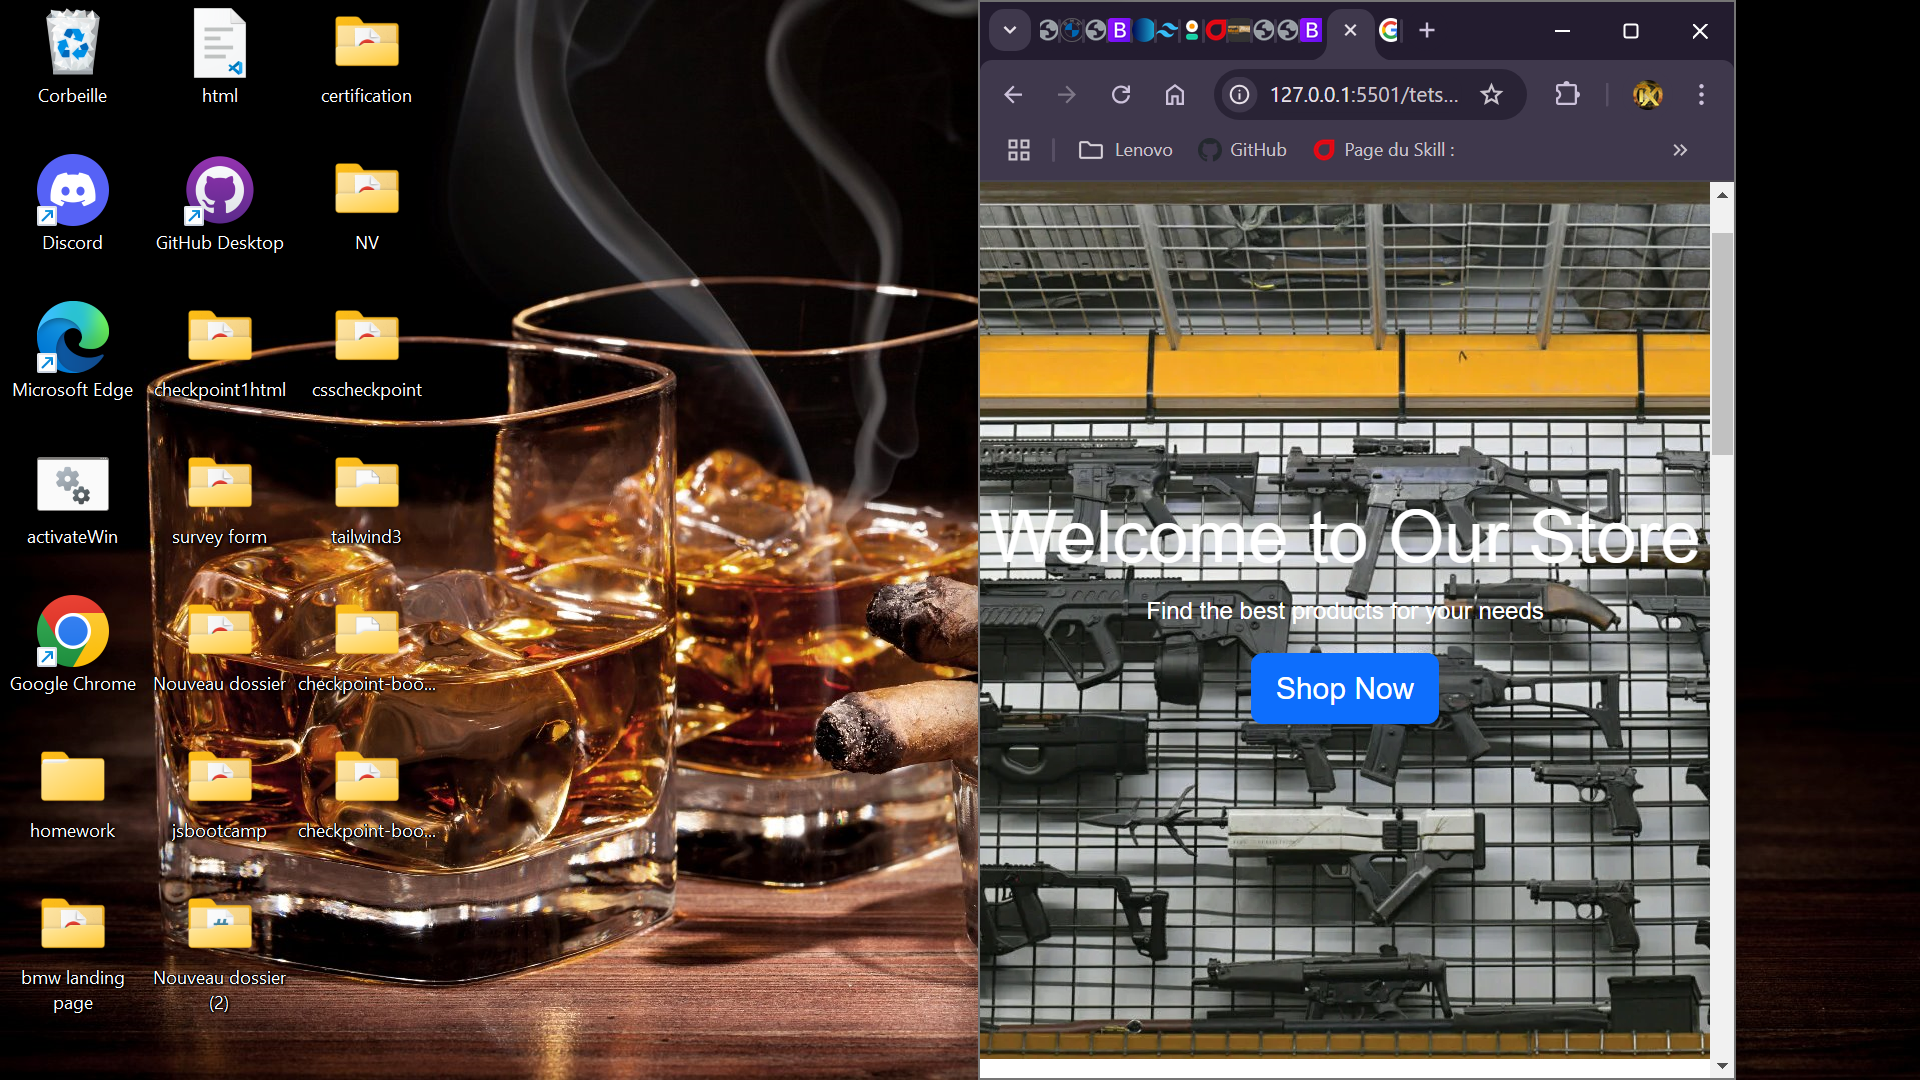 Corbeille
html
certification
Discord
GitHub Desktop
NV
Microsoft Edge
checkpoint1html
csscheckpoint
activateWin
survey form
tailwind3
Google Chrome
Nouveau dossier
checkpoint-boo...
homework
jsbootcamp
checkpoint-boo...
bmw landing
page
Nouveau dossier
(2)
127.0.0.1:5501/tets...
Lenovo
GitHub
Page du Skill :
Welcome to Our Store
Find the best products for your needs
Shop Now